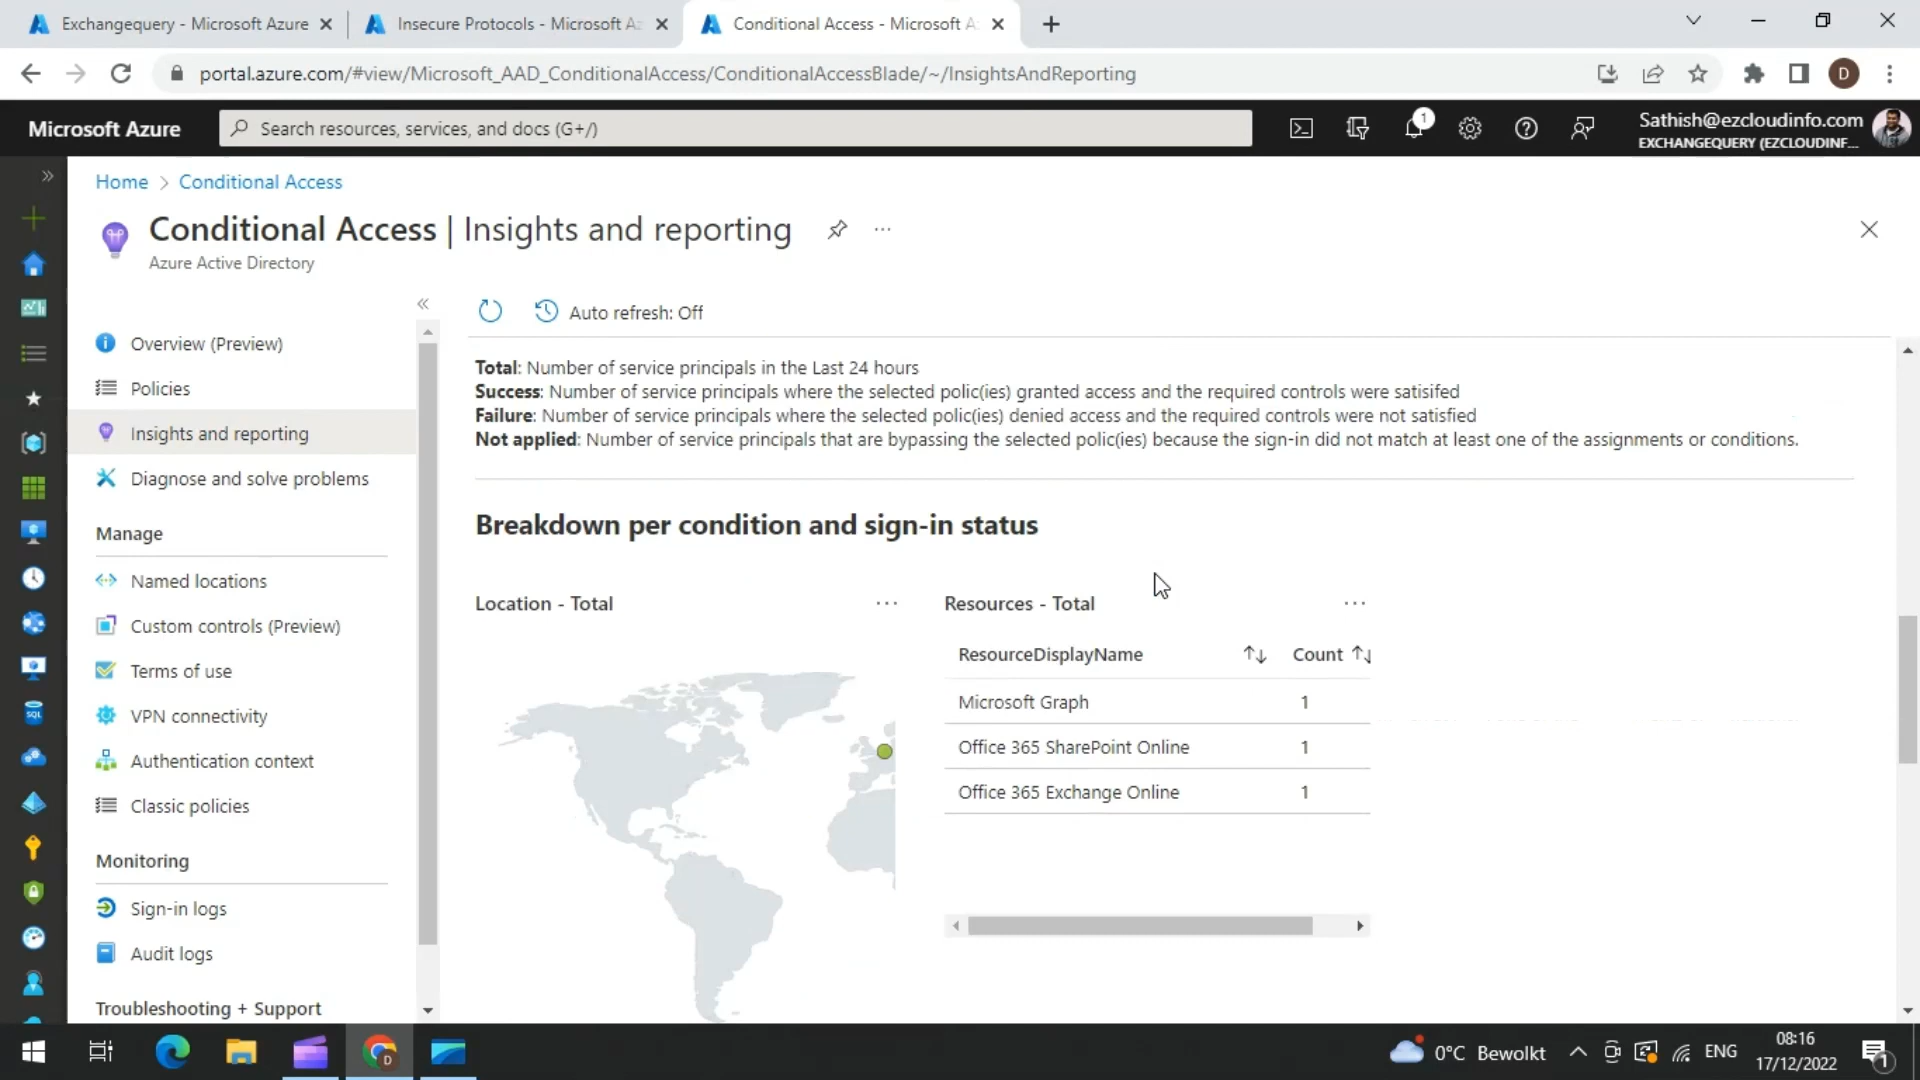 Exchangequery - Microsoft Azure
Insecure Protocols - Microsoft Az
Conditional Access - Microsoft A
portal.azure.com/#view/Microsoft_AAD_ConditionalAccess/ConditionalAccessBlade/~/InsightsAndReporting
D
Microsoft Azure
Search resources, services, and docs (G+/)
1
Sathish@ezcloudinfo.com
EXCHANGEQUERY (EZCLOUDINF...
Home > Conditional Access
Conditional Access | Insights and reporting
Azure Active Directory
Auto refresh: Off
Overview (Preview)
Policies
Insights and reporting
Diagnose and solve problems
Manage
Named locations
Custom controls (Preview)
Terms of use
VPN connectivity
Authentication context
Classic policies
Monitoring
Sign-in logs
Audit logs
Troubleshooting + Support
SQL
Total: Number of service principals in the Last 24 hours
Success: Number of service principals where the selected polic(ies) granted access and the required controls were satisifed
Failure: Number of service principals where the selected polic(ies) denied access and the required controls were not satisfied
Not applied: Number of service principals that are bypassing the selected polic(ies) because the sign-in did not match at least one of the assignments or conditions.
Breakdown per condition and sign-in status
Location - Total
Resources - Total
ResourceDisplayName Count
Microsoft Graph 1
Office 365 SharePoint Online 1
Office 365 Exchange Online 1
D
0°C Bewolkt
ENG
08:16
17/12/2022
1